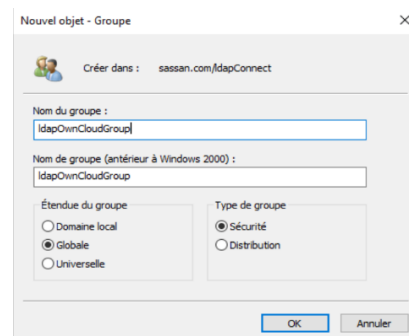 Nouvel objet - Groupe
Créer dans : sassan.com/ldapConnect
Nom du groupe :
ldapOwnCloudGroup
Nom de groupe (antérieur à Windows 2000) :
ldapOwnCloudGroup
Étendue du groupe
Type de groupe
Domaine local
Sécurité
Globale
Distribution
Universelle
OK
Annuler